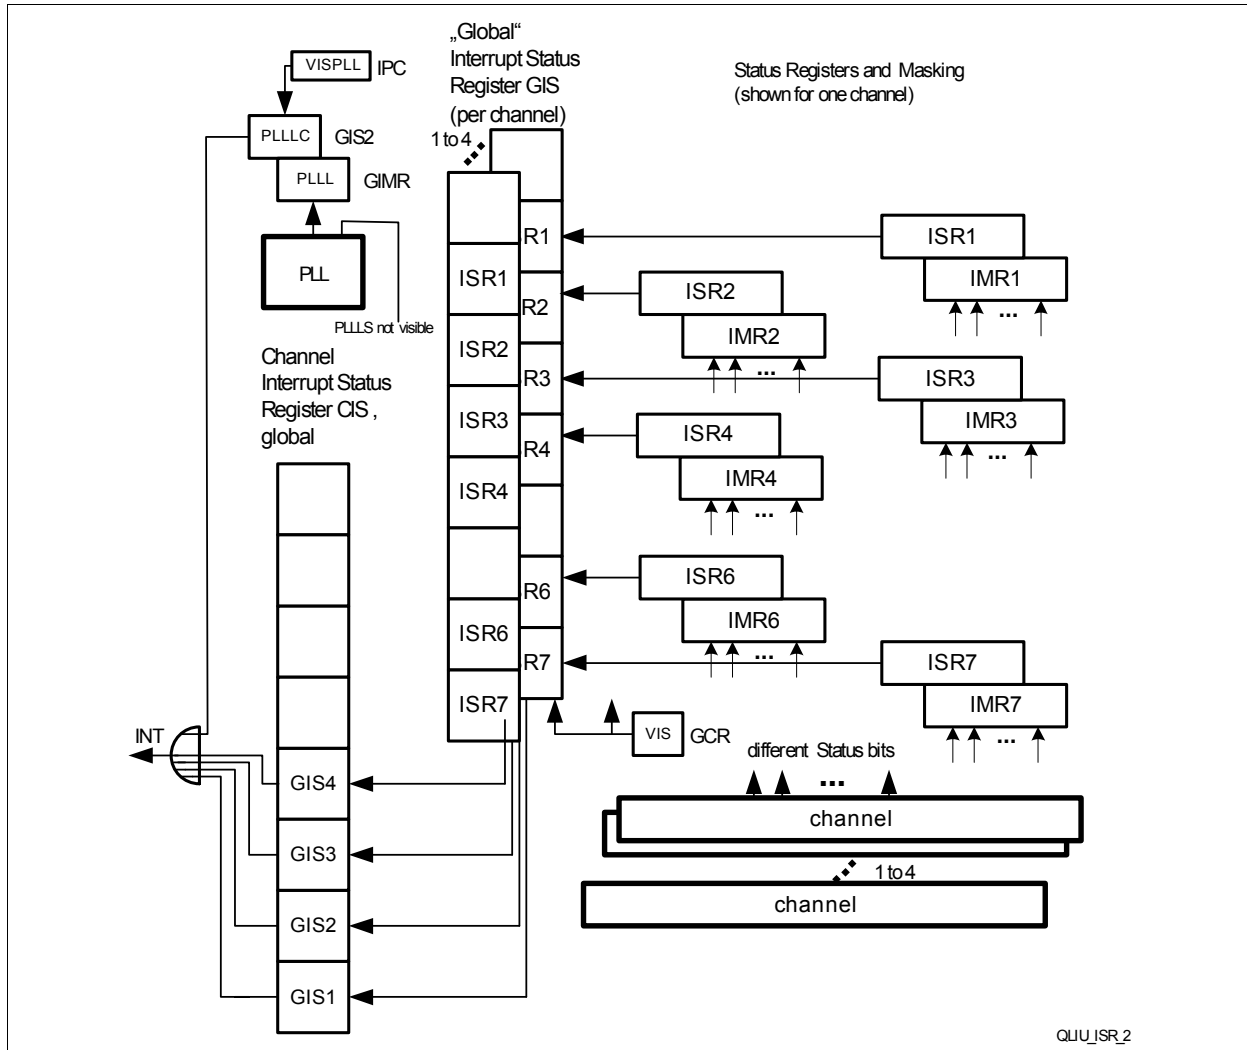 „Global“
Interrupt Status
Register GIS
(per channel)
1 to 4
VISPLL
IPC
PLLLC
GIS2
PLLL
GIMR
PLL
PLLLS not visible
Status Registers and Masking
(shown for one channel)
R1
ISR1
ISR1
IMR1
...
R2
ISR2
ISR2
IMR2
...
R3
ISR3
ISR3
IMR3
...
R4
ISR4
ISR4
IMR4
...
R6
ISR6
ISR6
IMR6
...
R7
ISR7
ISR7
IMR7
...
Channel
Interrupt Status
Register CIS ,
global
INT
GIS4
GIS3
GIS2
GIS1
VIS
GCR
different Status bits
...
channel
1 to 4
channel
QLIU_ISR_2